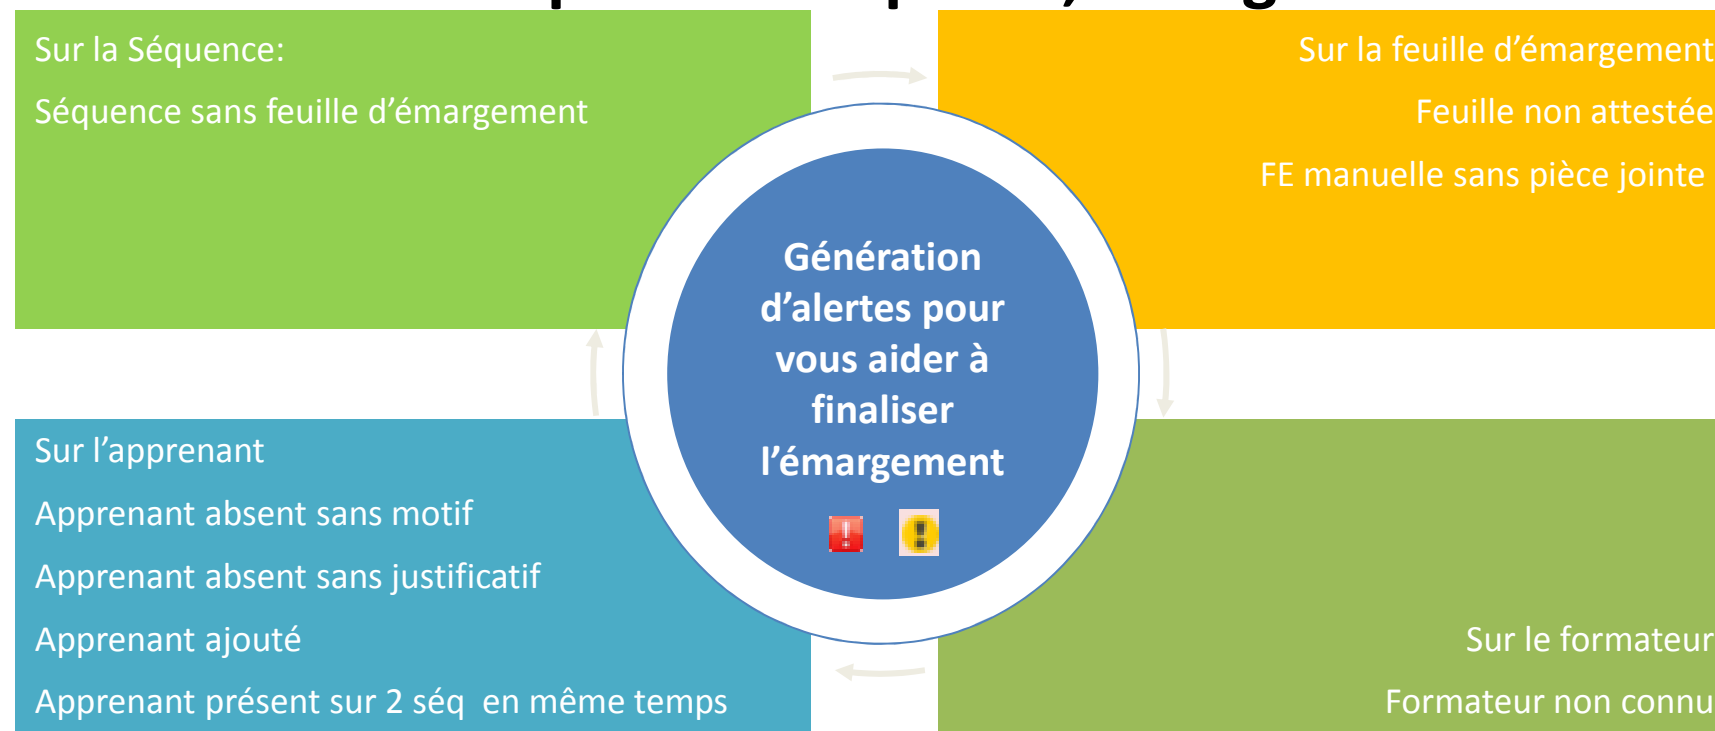 Sur la Séquence:
Séquence sans feuille d’émargement
Sur la feuille d’émargement
Feuille non attestée
FE manuelle sans pièce jointe
Génération
d’alertes pour
vous aider à
finaliser
l’émargement
Sur l’apprenant
Apprenant absent sans motif
Apprenant absent sans justificatif
Apprenant ajouté
Apprenant présent sur 2 séq en même temps
Sur le formateur
Formateur non connu